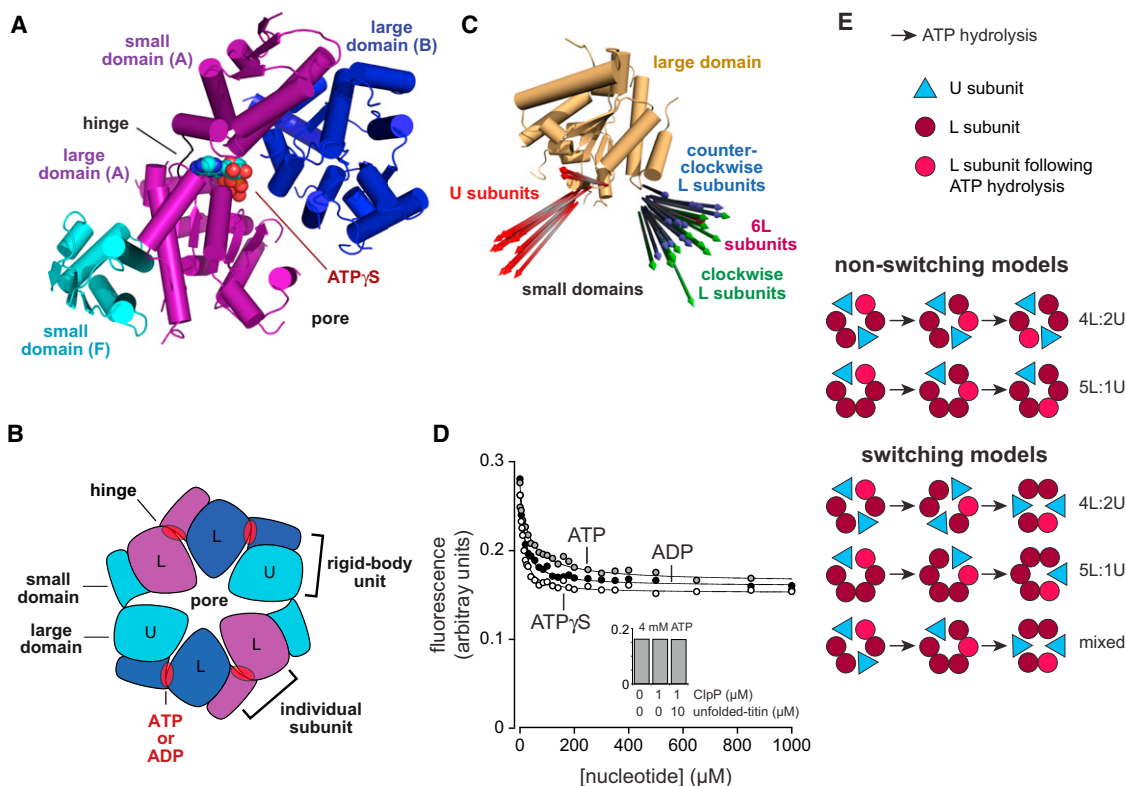 A
small
domain (A)
large
domain (B)
hinge
large
domain (A)
ATPγS
pore
small
domain (F)
B
hinge
L
L
L
U
rigid-body
unit
small
domain
pore
large
domain
U
L
L
individual
subunit
ATP
or
ADP
C
large domain
U subunits
counter-
clockwise
L subunits
6L
subunits
small domains
clockwise
L subunits
D
fluorescence
(arbitray units)
0.3
0.2
0.1
0
ATP
ADP
ATPγS
0.2
0
4 mM ATP
0 1 1
ClpP (µM)
0 0 10
unfolded-titin (µM)
0 200 400 600 800 1000
[nucleotide] (µM)
E
ATP hydrolysis
U subunit
L subunit
L subunit following
ATP hydrolysis
non-switching models
4L:2U
5L:1U
switching models
4L:2U
5L:1U
mixed